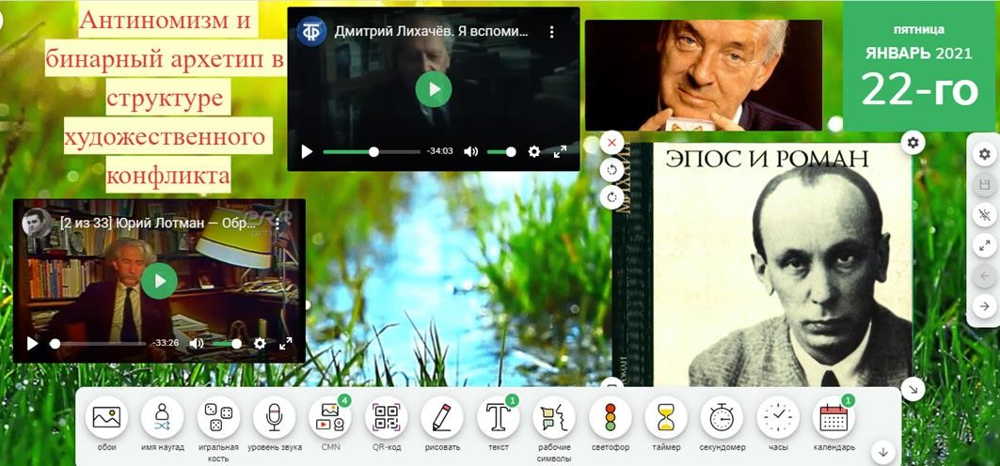 Антиномизм и
бинарный архетип в
структуре
художественного
конфликта
Дмитрий Лихачёв. Я вспоми...
-34:03
пятница
ЯНВАРЬ 2021
22-го
[2 из 33] Юрий Лотман — Обр...
-33:26
ЭПОС И РОМАН
4
1
1
обои
имя наугад
игральная
кость
уровень звука
CMN
QR-код
рисовать
текст
рабочие
символы
светофор
таймер
секундомер
часы
календарь